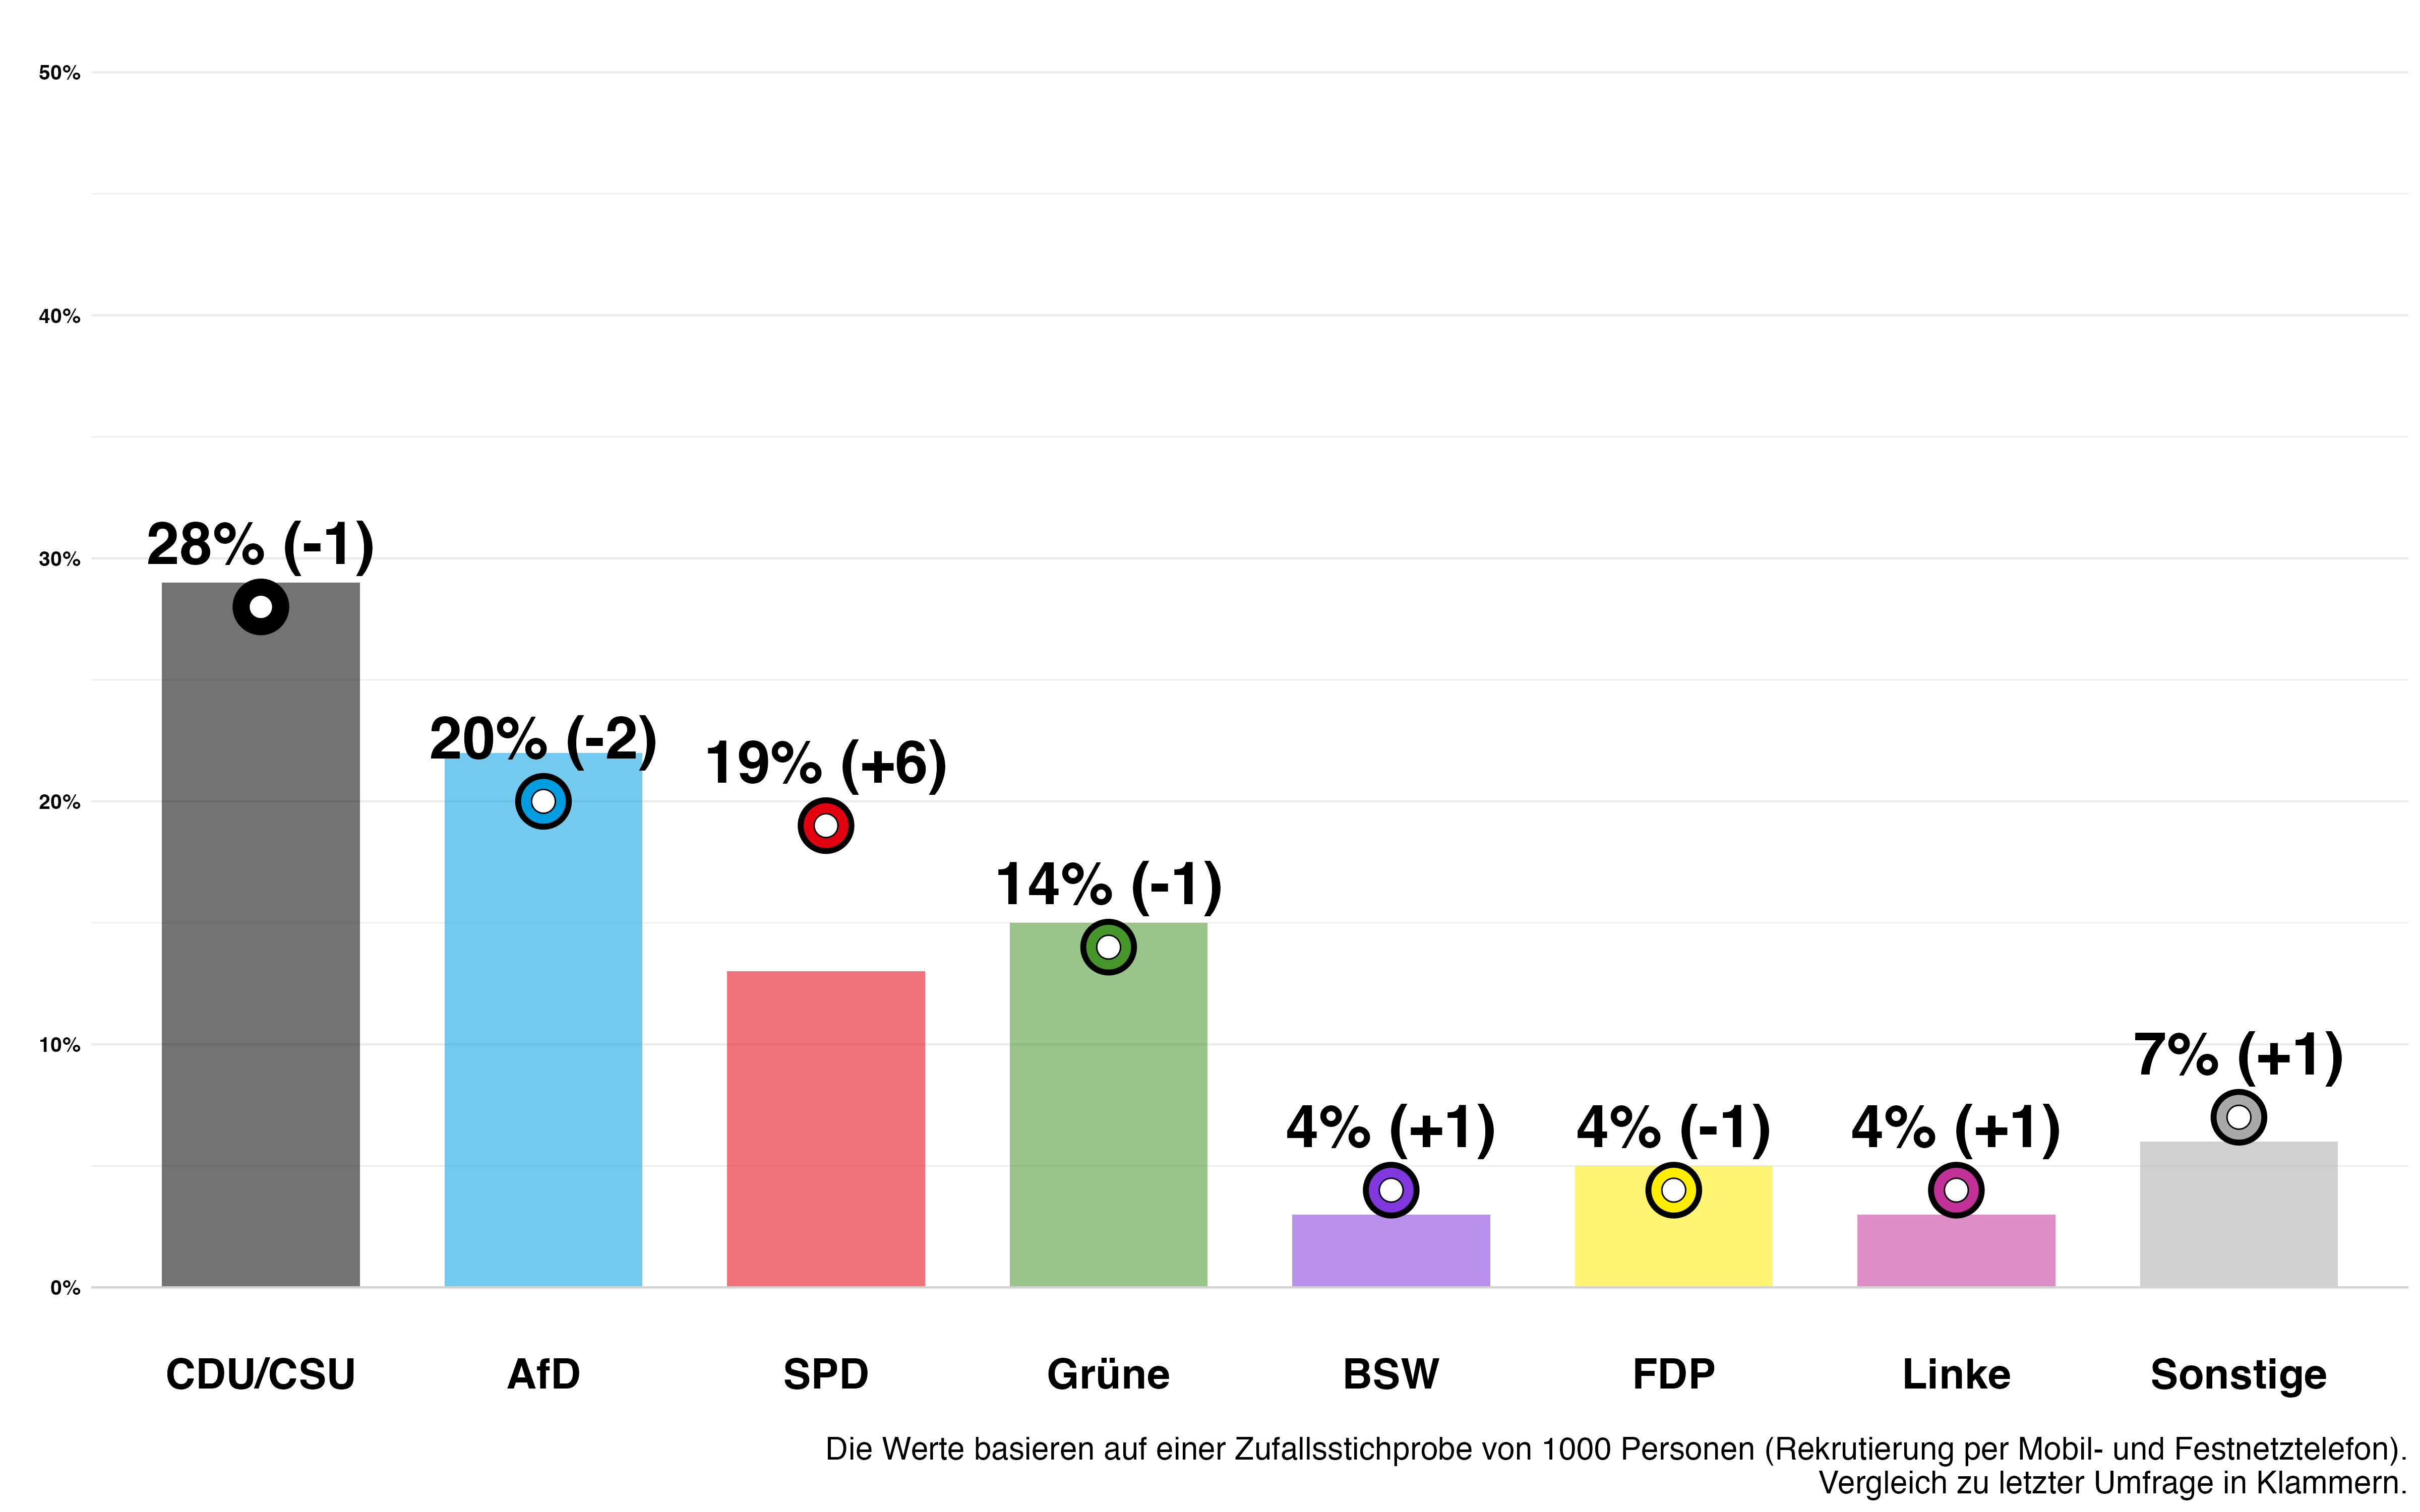 50%
40%
30%
20%
10%
0%
28% (-1)
20% (-2)
19% (+6)
14% (-1)
4% (+1)
4% (-1)
4% (+1)
7% (+1)
CDU/CSU
AfD
SPD
Grüne
BSW
FDP
Linke
Sonstige
Die Werte basieren auf einer Zufallsstichprobe von 1000 Personen (Rekrutierung per Mobil- und Festnetztelefon).
Vergleich zu letzter Umfrage in Klammern.